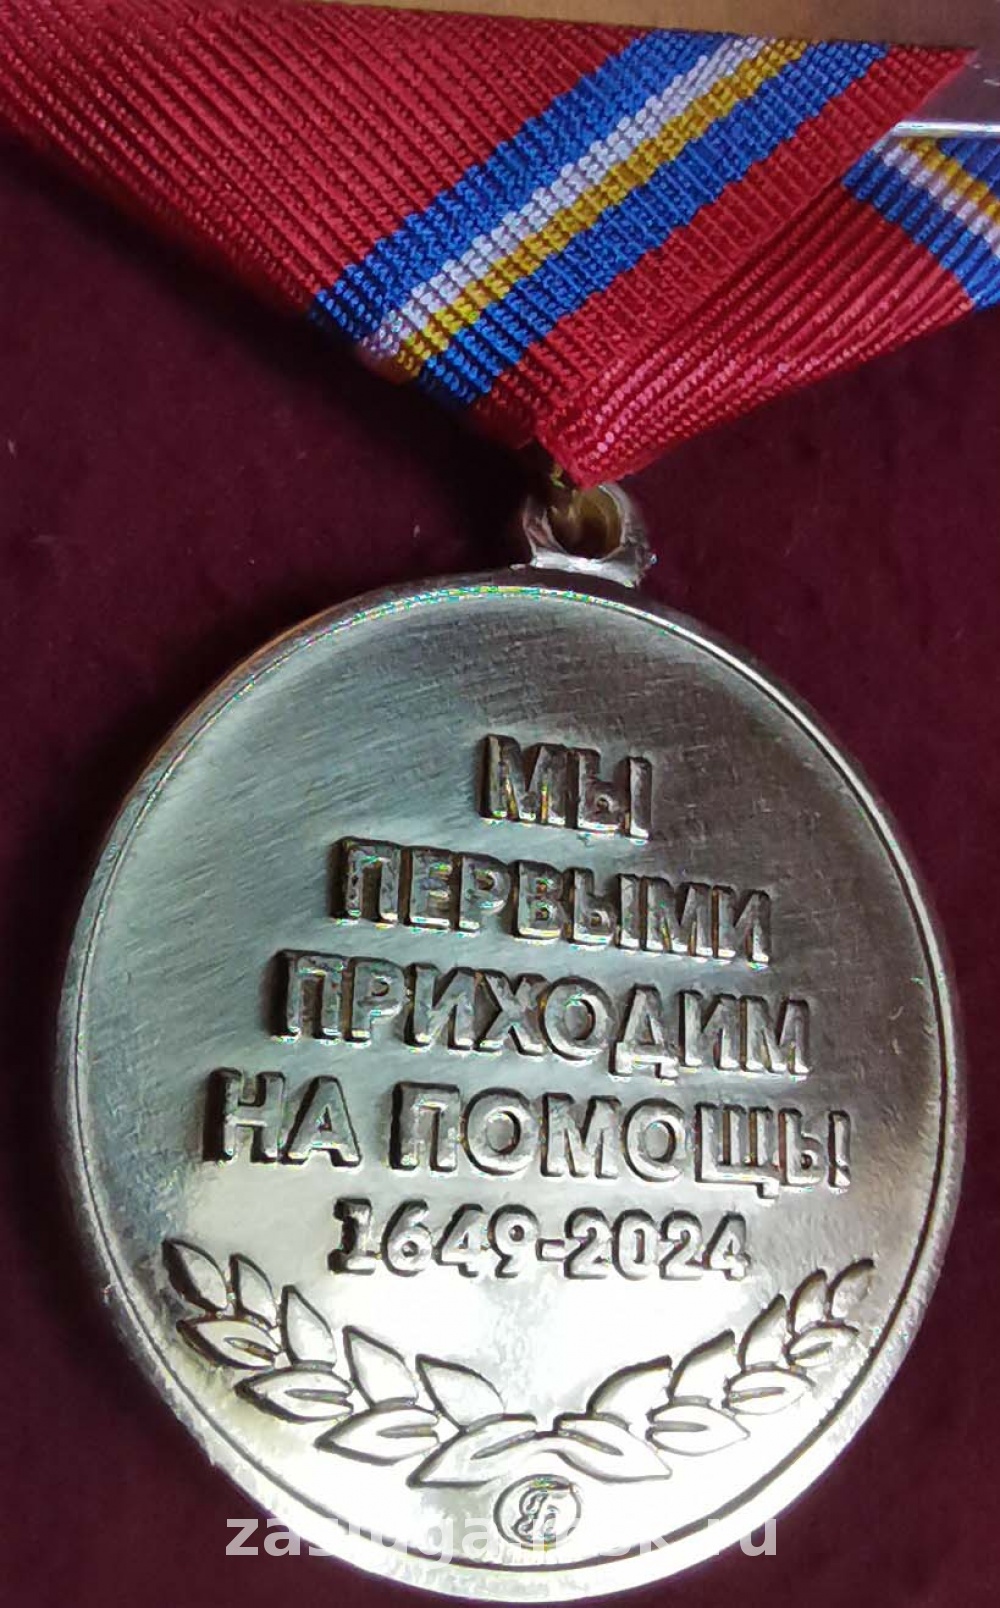 МЫ
ПЕРВЫМИ
ПРИХОДИМ
НА ПОМОЩЬ!
1649-2024
Б